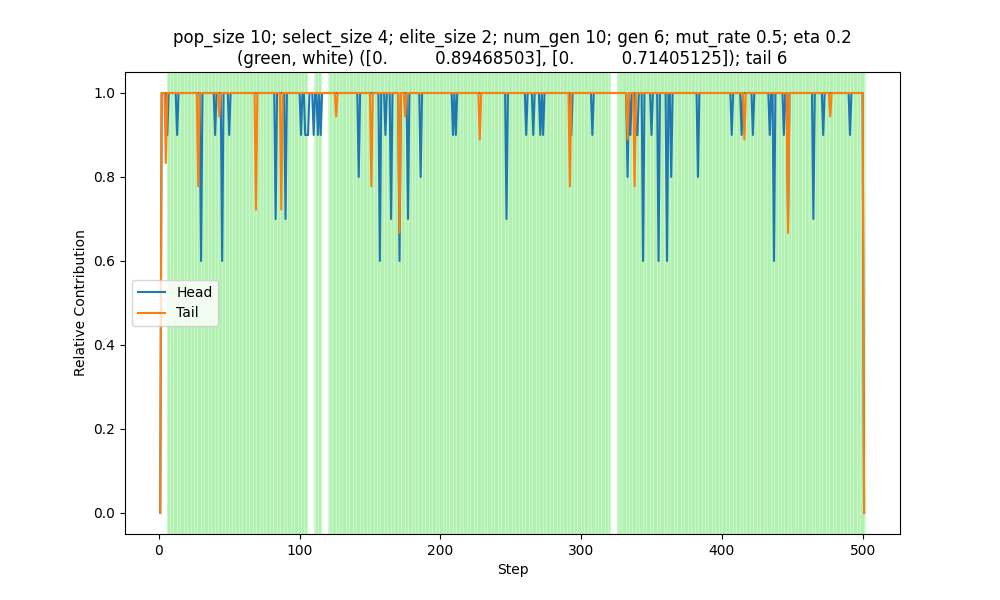 pop_size 10; select_size 4; elite_size 2; num_gen 10; gen 6; mut_rate 0.5; eta 0.2
(green, white) ([0. 0.89468503], [0. 0.71405125]); tail 6
1.0
0.8
0.6
0.4
0.2
0.0
Relative Contribution
Head
Tail
0 100 200 300 400 500
Step